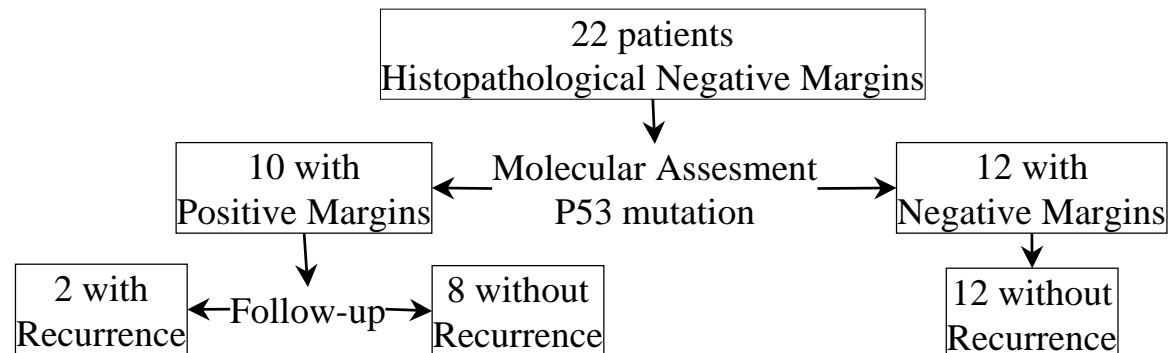 22 patients
Histopathological Negative Margins
10 with
Positive Margins
Molecular Assesment
P53 mutation
12 with
Negative Margins
2 with
Recurrence
Follow-up
8 without
Recurrence
12 without
Recurrence